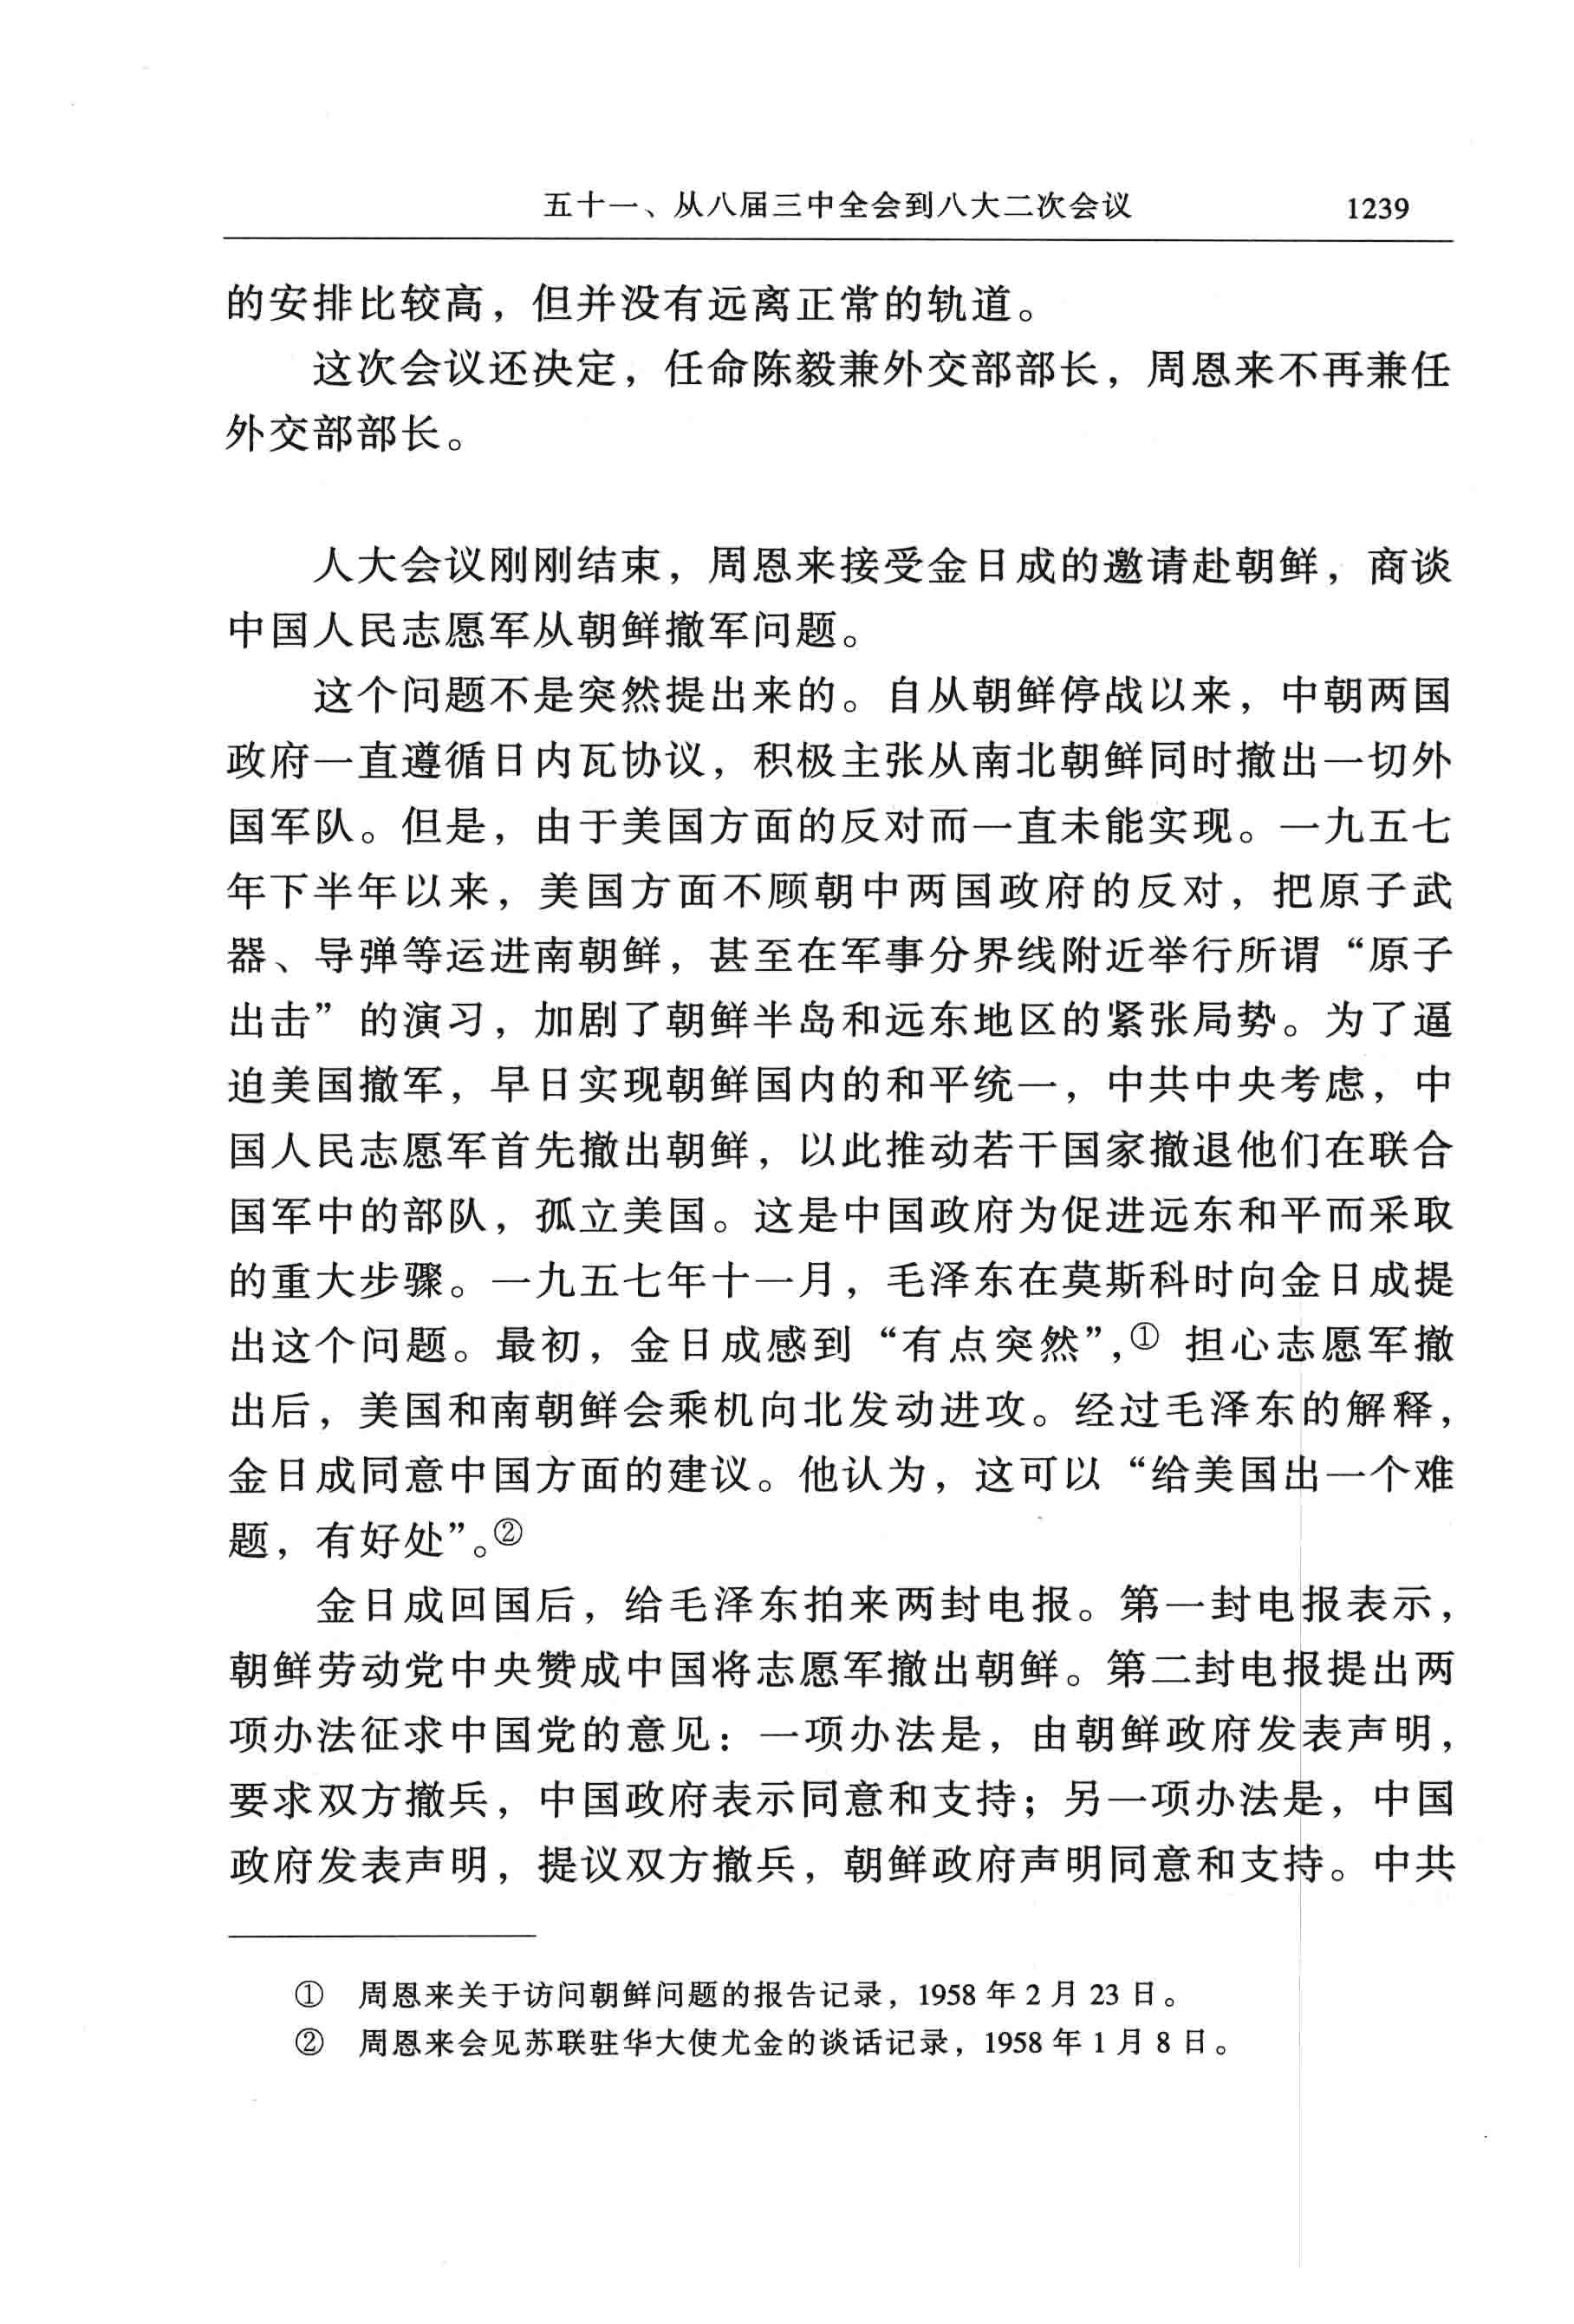 五十一、从八届三中全会到八大二次会议 1239
的安排比较高，但并没有远离正常的轨道。
这次会议还决定，任命陈毅兼外交部部长，周恩来不再兼任
外交部部长。
人大会议刚刚结束，周恩来接受金日成的邀请赴朝鲜，商谈
中国人民志愿军从朝鲜撤军问题。
这个问题不是突然提出来的。自从朝鲜停战以来，中朝两国
政府一直遵循日内瓦协议，积极主张从南北朝鲜同时撤出一切外
国军队。但是，由于美国方面的反对而一直未能实现。一九五七
年下半年以来，美国方面不顾朝中两国政府的反对，把原子武
器、导弹等运进南朝鲜，甚至在军事分界线附近举行所谓“原子
出击”的演习，加剧了朝鲜半岛和远东地区的紧张局势。为了逼
迫美国撤军，早日实现朝鲜国内的和平统一，中共中央考虑，中
国人民志愿军首先撤出朝鲜，以此推动若干国家撤退他们在联合
国军中的部队，孤立美国。这是中国政府为促进远东和平而采取
的重大步骤。一九五七年十一月，毛泽东在莫斯科时向金日成提
出这个问题。最初，金日成感到“有点突然”，① 担心志愿军撤
出后，美国和南朝鲜会乘机向北发动进攻。经过毛泽东的解释，
金日成同意中国方面的建议。他认为，这可以“给美国出一个难
题，有好处”。②
金日成回国后，给毛泽东拍来两封电报。第一封电报表示，
朝鲜劳动党中央赞成中国将志愿军撤出朝鲜。第二封电报提出两
项办法征求中国党的意见：一项办法是，由朝鲜政府发表声明，
要求双方撤兵，中国政府表示同意和支持；另一项办法是，中国
政府发表声明，提议双方撤兵，朝鲜政府声明同意和支持。中共
① 周恩来关于访问朝鲜问题的报告记录，1958 年 2 月 23 日。
② 周恩来会见苏联驻华大使尤金的谈话记录，1958 年 1 月 8 日。